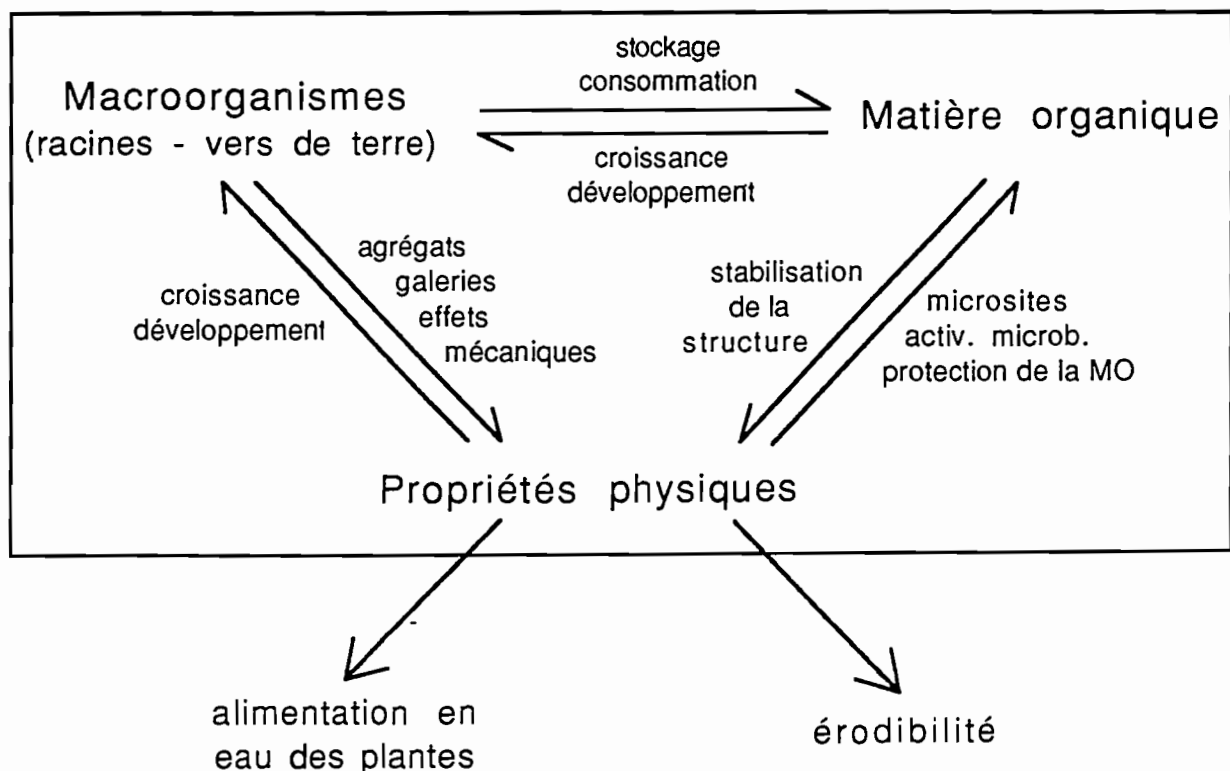 stockage
consommation
Macroorganismes
(racines - vers de terre)
Matière organique
croissance
développement
agrégats
galeries
effets
mécaniques
croissance
développement
stabilisation
de la
structure
microsites
activ. microb.
protection de la MO
Propriétés physiques
alimentation en
eau des plantes
érodibilité